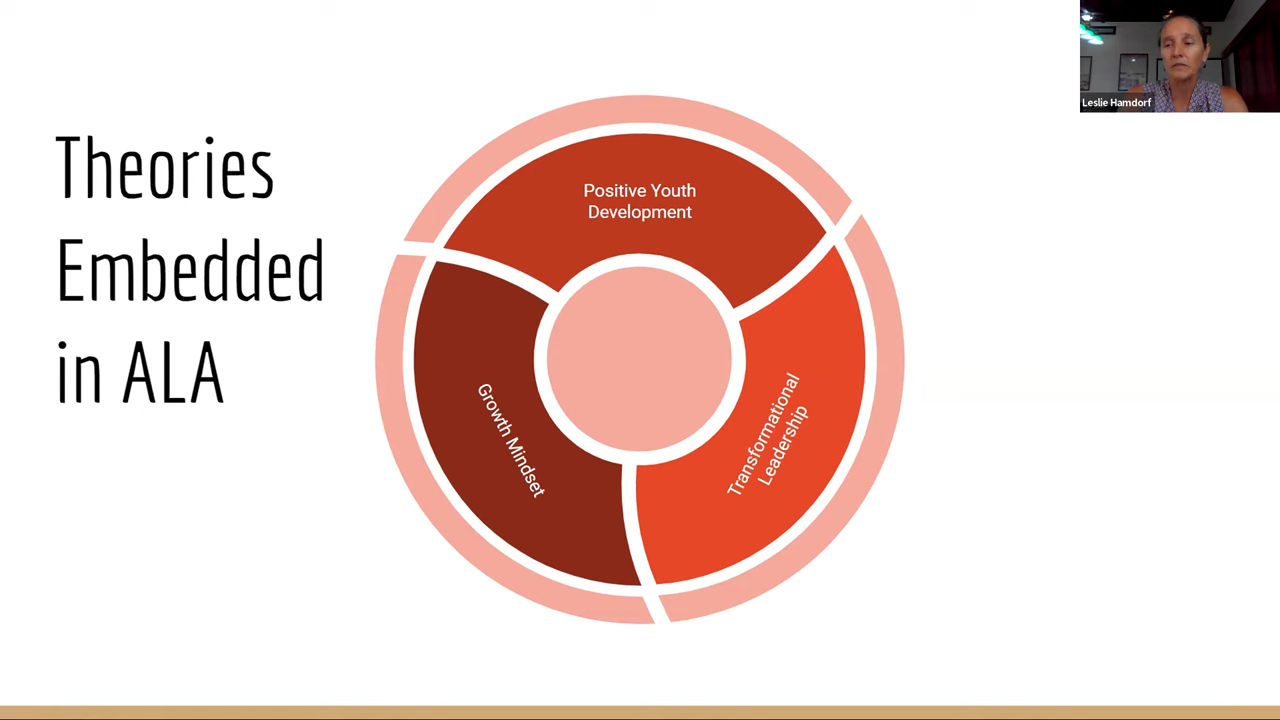 Theories
Embedded
in ALA
Positive Youth
Development
Growth Mindset
Transformational
Leadership
Leslie Hamdorf